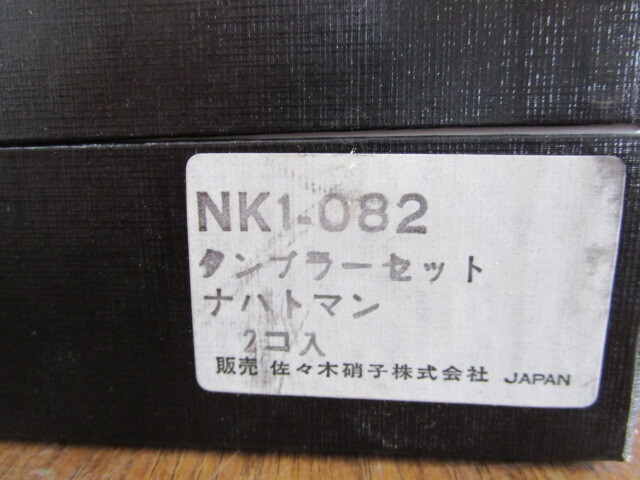 NK1-082
タンブラーセット
ナハトマン
2コ入
販売 佐々木硝子株式会社 JAPAN